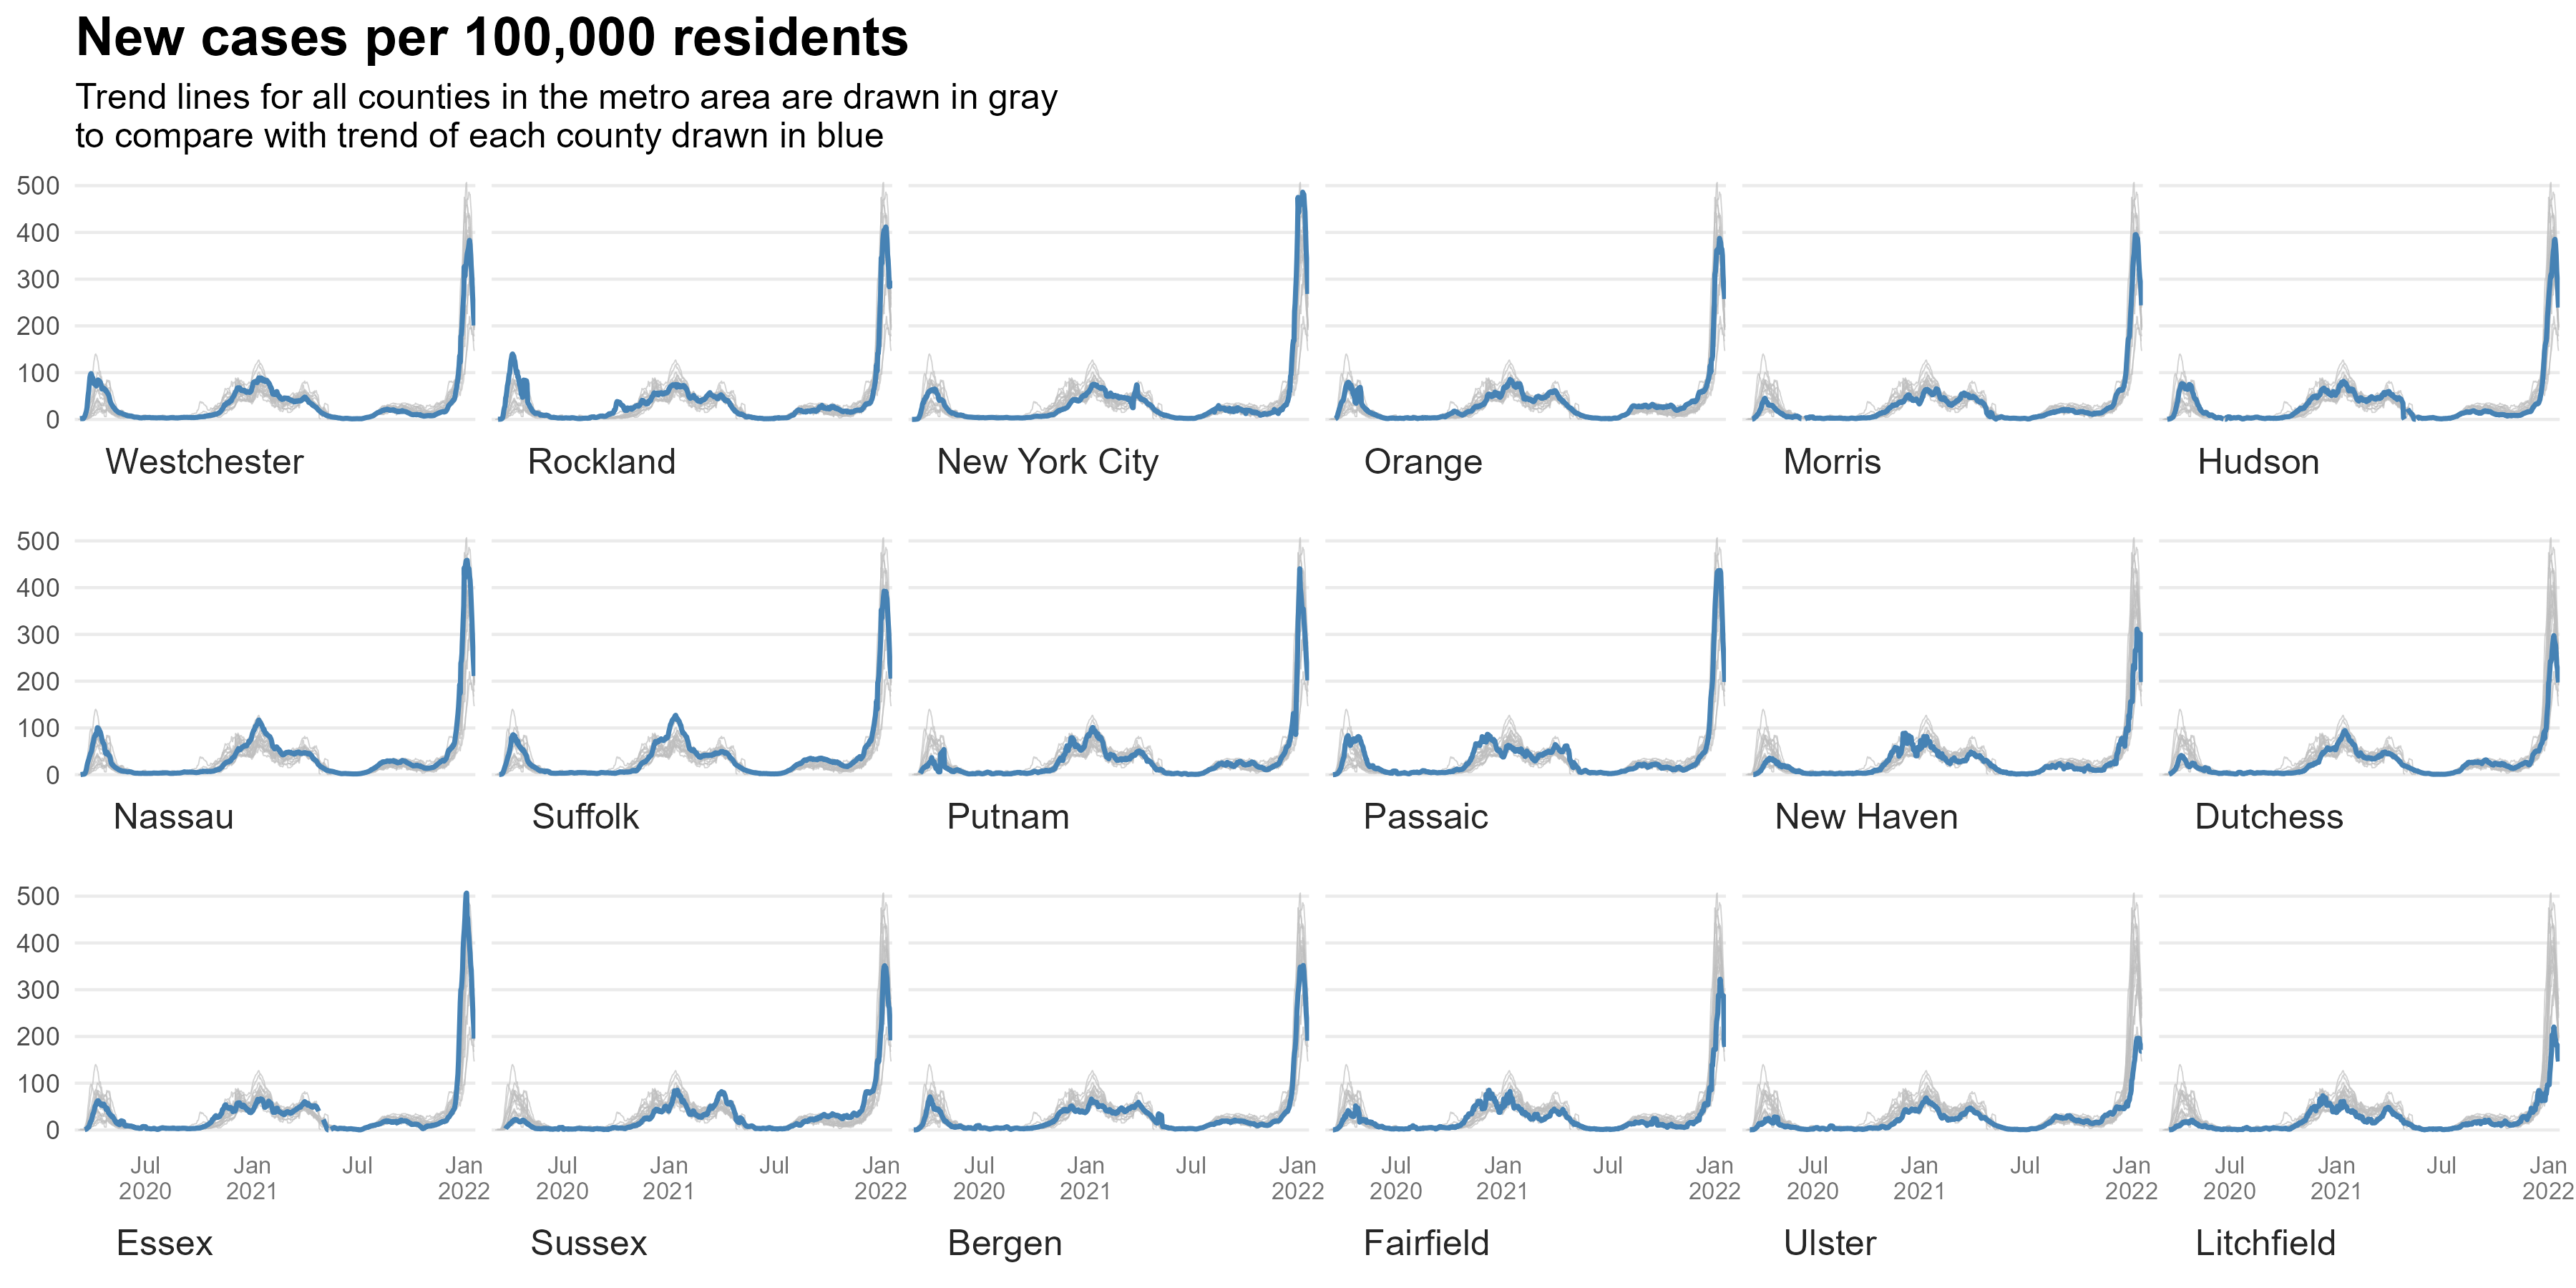 New cases per 100,000 residents
Trend lines for all counties in the metro area are drawn in gray
to compare with trend of each county drawn in blue
500
400
300
200
100
0
Westchester Rockland New York City Orange Morris Hudson
500
400
300
200
100
0
Nassau Suffolk Putnam Passaic New Haven Dutchess
500
400
300
200
100
0
Jul Jan Jul Jan Jul Jan Jul Jan Jul Jan Jul Jan Jul Jan Jul Jan Jul Jan Jul Jan Jul Jan Jul Jan
2020 2021 2022 2020 2021 2022 2020 2021 2022 2020 2021 2022 2020 2021 2022 2020 2021 2022
Essex Sussex Bergen Fairfield Ulster Litchfield